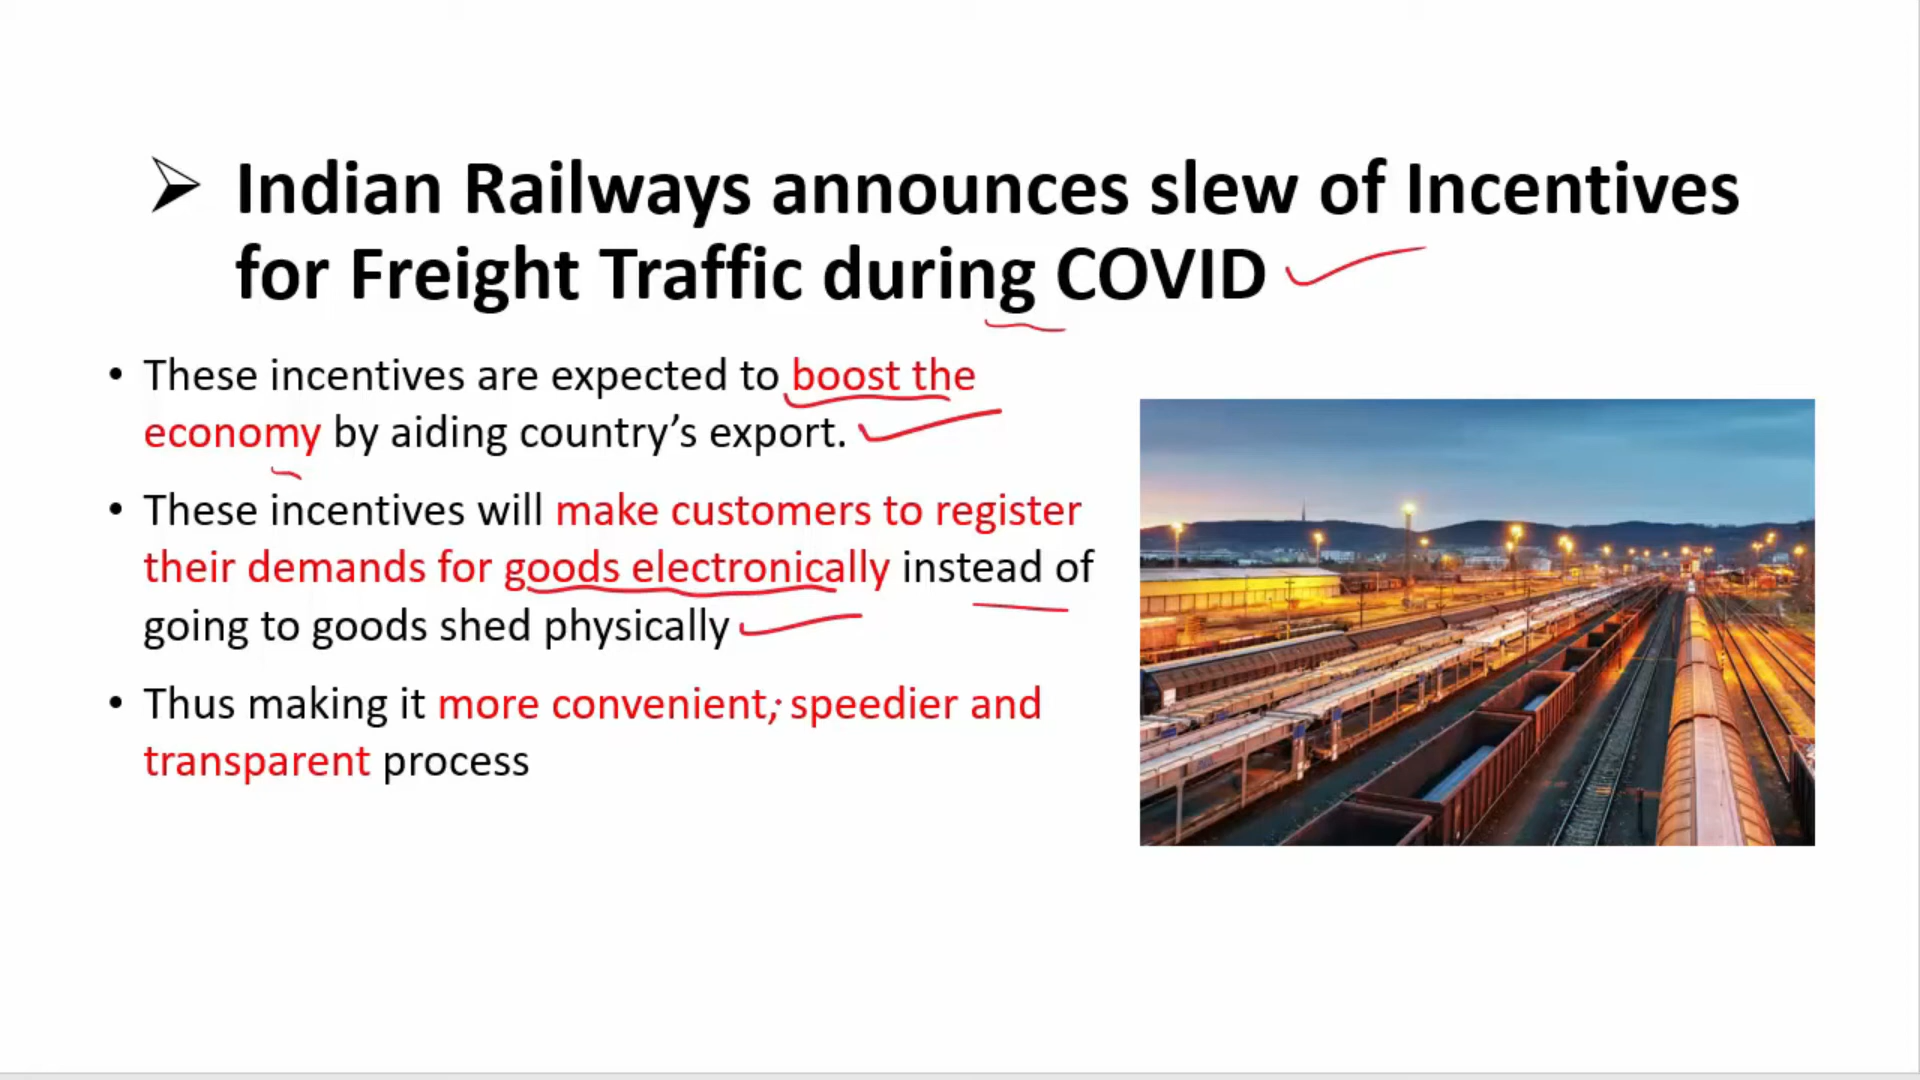 ➢ Indian Railways announces slew of Incentives
for Freight Traffic during COVID
• These incentives are expected to boost the
economy by aiding country’s export.
• These incentives will make customers to register
their demands for goods electronically instead of
going to goods shed physically
• Thus making it more convenient, speedier and
transparent process